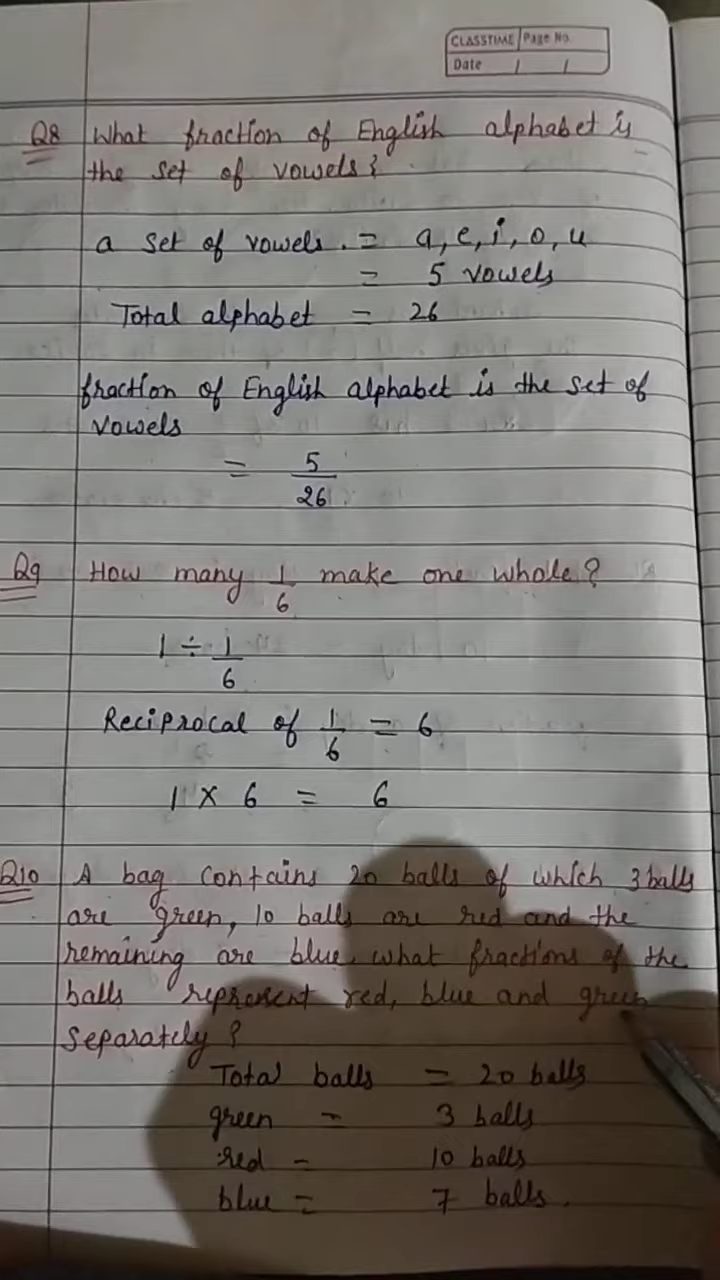 CLASSTIME Page No.
Date / /
Q8 What fraction of English alphabet is
the set of vowels?
a set of vowels. = a, e, i, o, u
= 5 vowels
Total alphabet = 26
fraction of English alphabet is the set of
vowels
= 5/26
Q9 How many 1/6 make one whole?
1 ÷ 1/6
Reciprocal of 1/6 = 6
1 × 6 = 6
Q10 A bag contains 20 balls of which 3 balls
are green, 10 balls are red and the
remaining are blue. what fractions of the
balls represent red, blue and green
separately?
Total balls = 20 balls
green = 3 balls
red = 10 balls
blue = 7 balls.